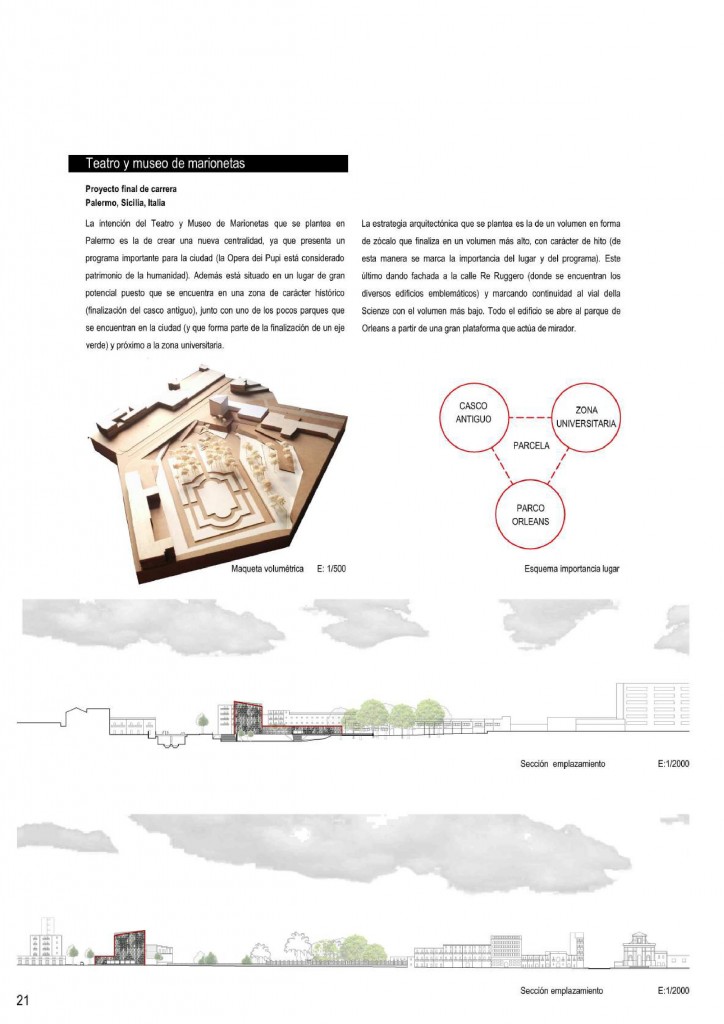 Teatro y museo de marionetas
Proyecto final de carrera
Palermo, Sicilia, Italia
La intención del Teatro y Museo de Marionetas que se plantea en
Palermo es la de crear una nueva centralidad, ya que presenta un
programa importante para la ciudad (la Opera dei Pupi está considerado
patrimonio de la humanidad). Además está situado en un lugar de gran
potencial puesto que se encuentra en una zona de carácter histórico
(finalización del casco antiguo), junto con uno de los pocos parques que
se encuentran en la ciudad (y que forma parte de la finalización de un eje
verde) y próximo a la zona universitaria.
La estrategia arquitectónica que se plantea es la de un volumen en forma
de zócalo que finaliza en un volumen más alto, con carácter de hito (de
esta manera se marca la importancia del lugar y del programa). Este
último dando fachada a la calle Re Ruggero (donde se encuentran los
diversos edificios emblemáticos) y marcando continuidad al vial della
Scienze con el volumen más bajo. Todo el edificio se abre al parque de
Orleans a partir de una gran plataforma que actúa de mirador.
CASCO
ANTIGUO
ZONA
UNIVERSITARIA
PARCELA
PARCO
ORLEANS
Maqueta volumétrica E: 1/500
Esquema importancia lugar
Sección emplazamiento E:1/2000
Sección emplazamiento E:1/2000
21